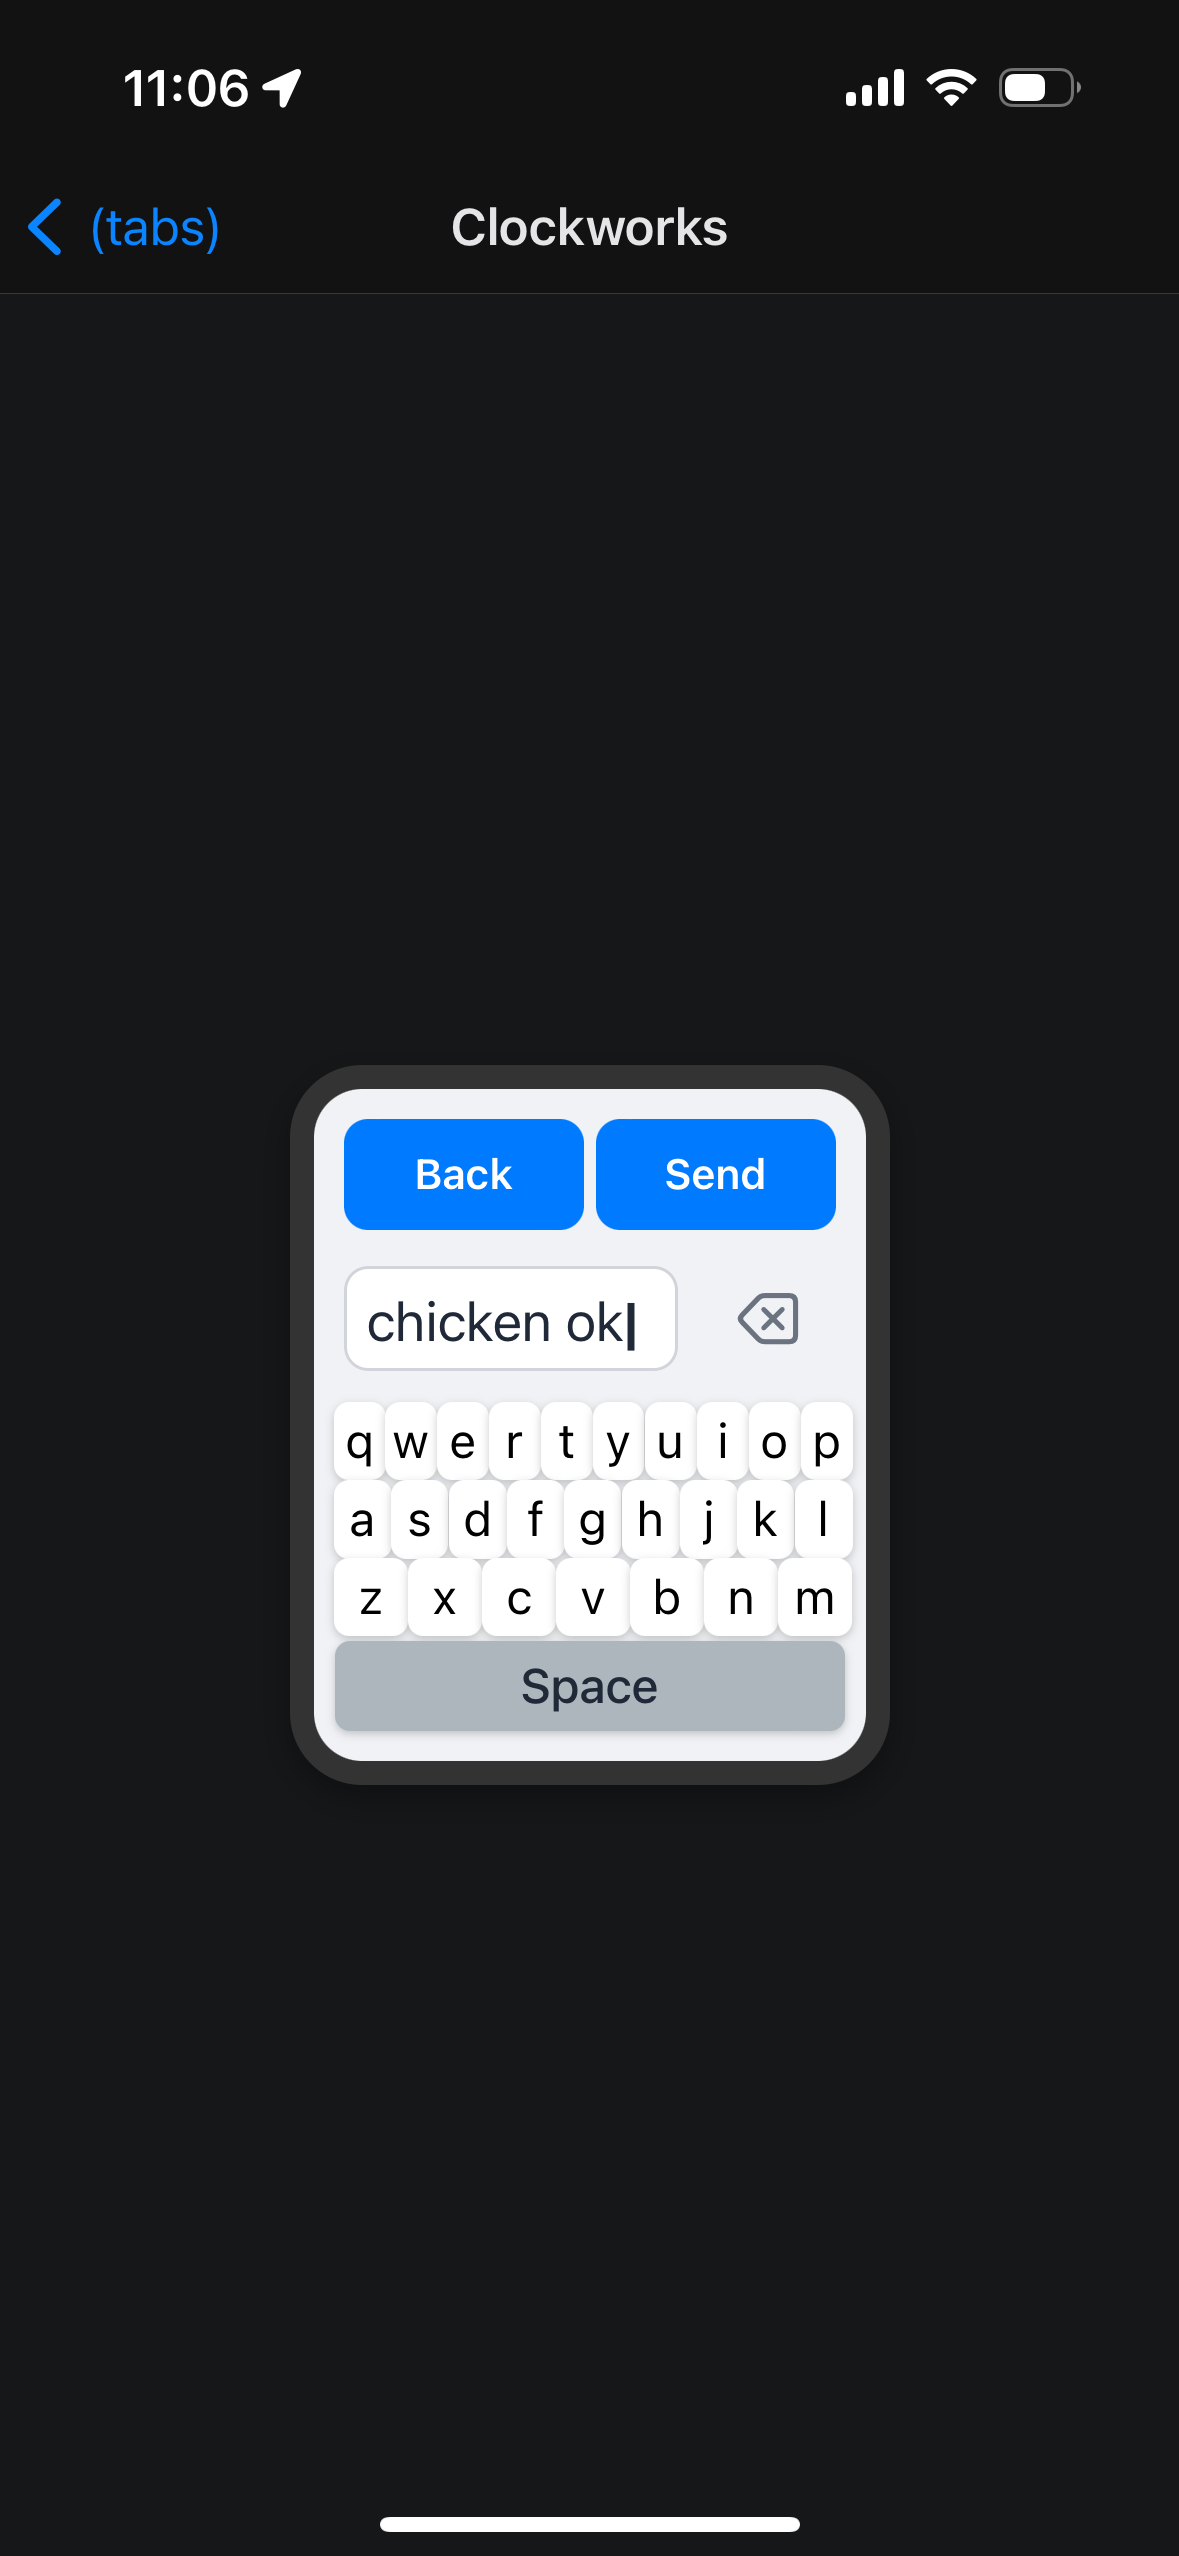 11:06
(tabs) Clockworks
Back Send
chicken ok
q w e r t y u i o p
a s d f g h j k l
z x c v b n m
Space